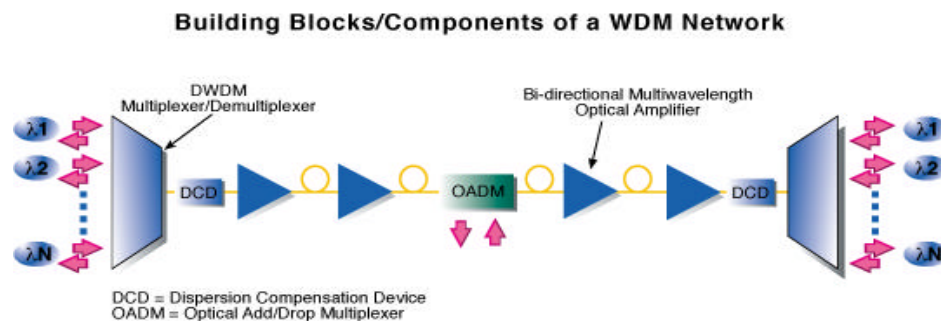 Building Blocks/Components of a WDM Network
DWDM
Multiplexer/Demultiplexer
Bi-directional Multiwavelength
Optical Amplifier
λ1
λ2
λN
DCD
OADM
DCD
λ1
λ2
λN
DCD = Dispersion Compensation Device
OADM = Optical Add/Drop Multiplexer